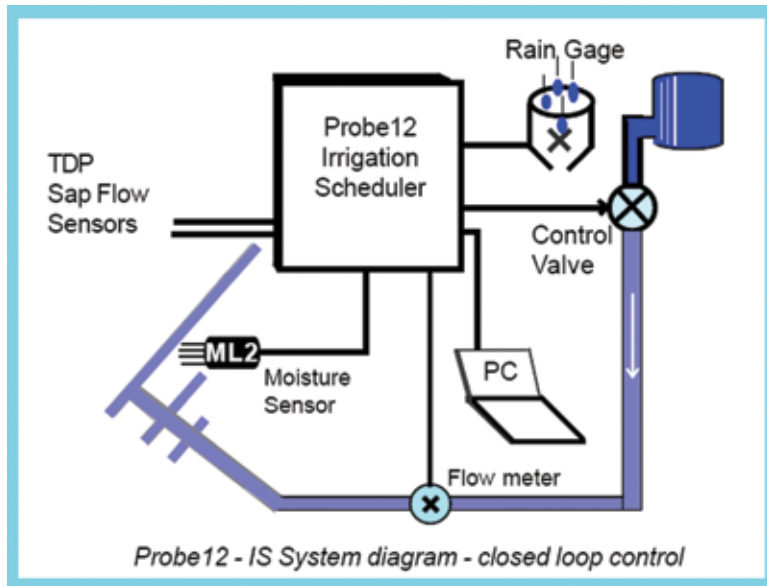 Rain Gage
Probe12
Irrigation
Scheduler
TDP
Sap Flow
Sensors
Control
Valve
ML2
Moisture
Sensor
PC
Flow meter
Probe12 - IS System diagram - closed loop control